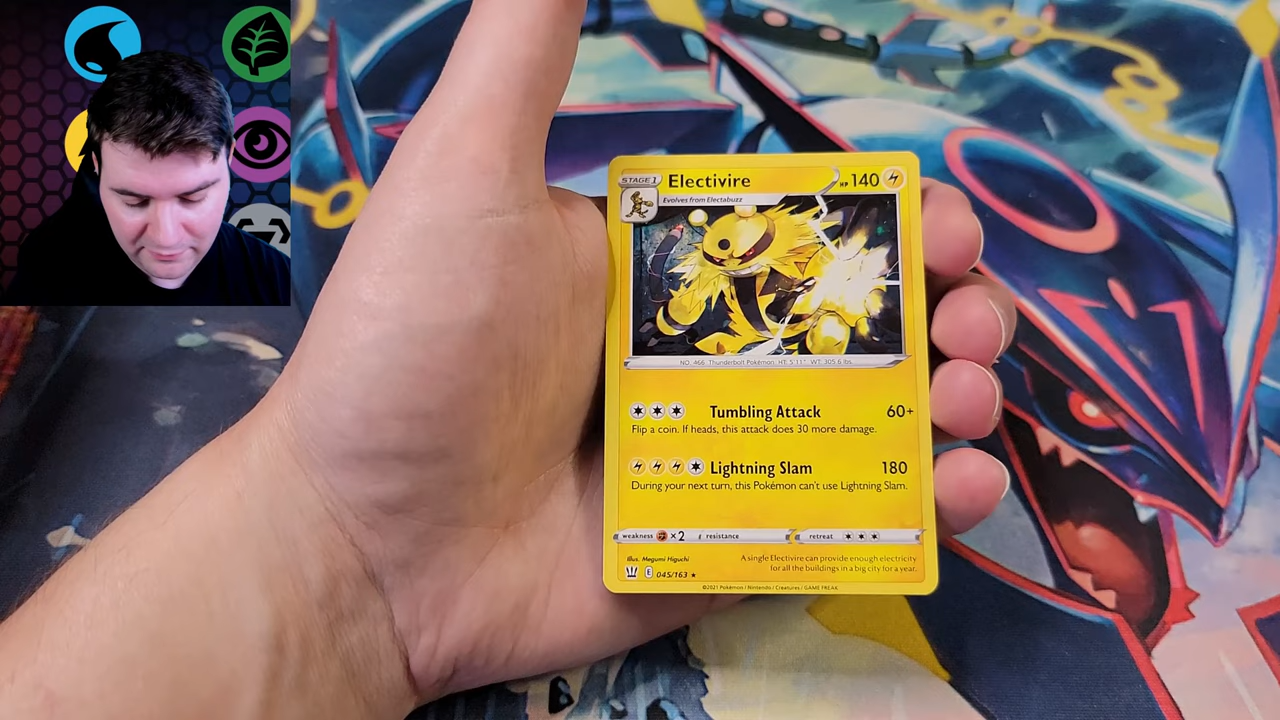 STAGE 1 Electivire HP 140
Evolves from Electabuzz
NO. 466 Thunderbolt Pokémon HT: 5'11" WT: 305.6 lbs.
Tumbling Attack 60+
Flip a coin. If heads, this attack does 30 more damage.
Lightning Slam 180
During your next turn, this Pokémon can't use Lightning Slam.
weakness ×2 resistance retreat
Illus. Megumi Higuchi
A single Electivire can provide enough electricity
for all the buildings in a big city for a year.
E 045/163 ★
©2021 Pokémon / Nintendo / Creatures / GAME FREAK